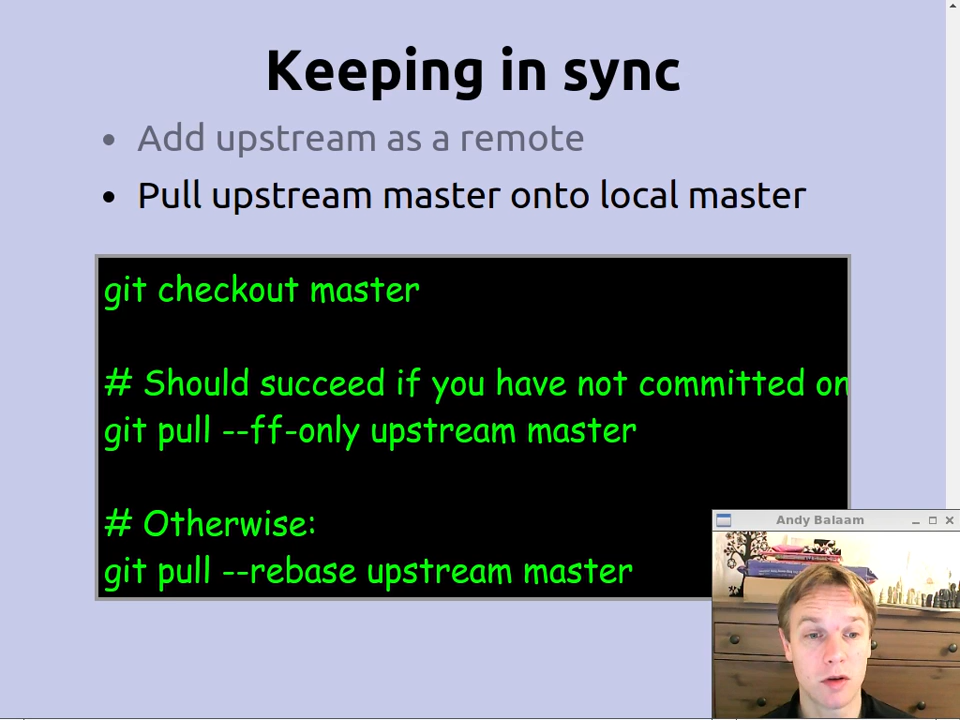 Keeping in sync
• Add upstream as a remote
• Pull upstream master onto local master
git checkout master
# Should succeed if you have not committed on
git pull --ff-only upstream master
# Otherwise:
git pull --rebase upstream master
Andy Balaam